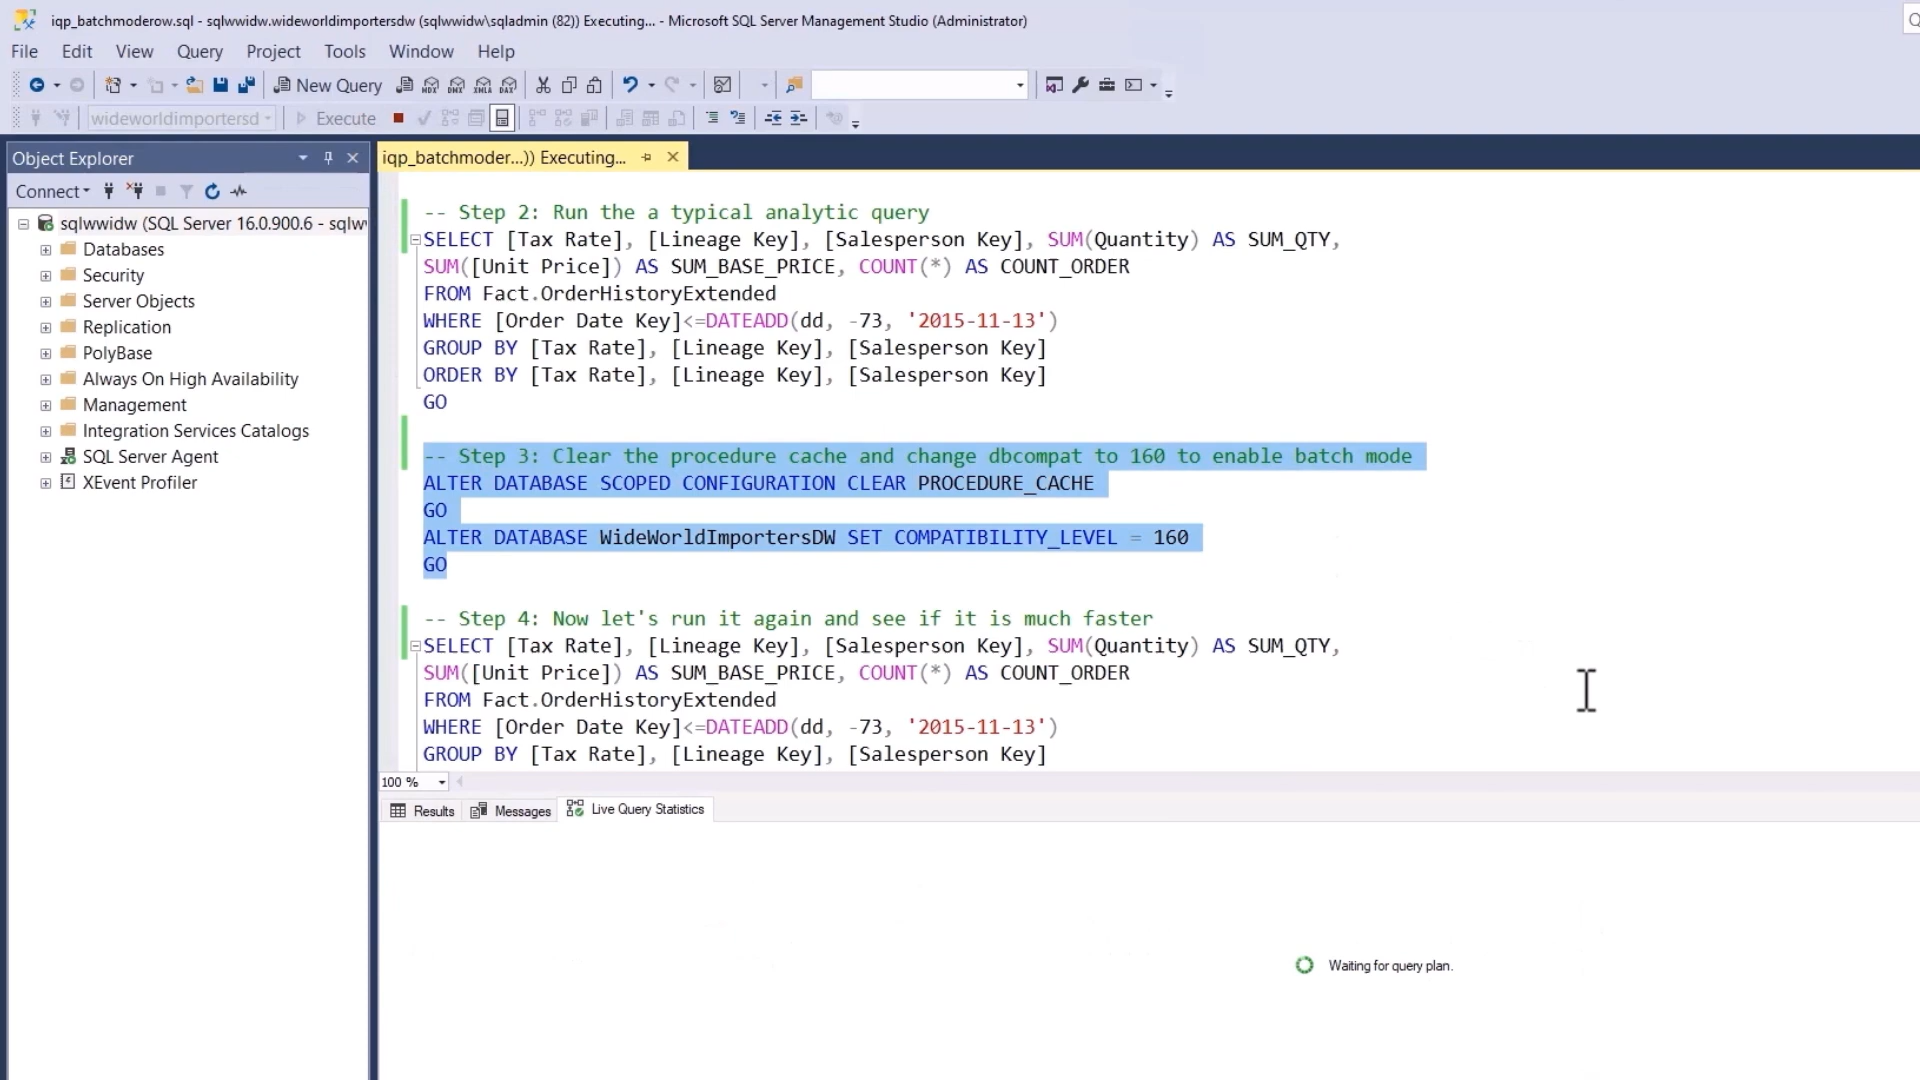 iqp_batchmoderow.sql - sqlwwidw.wideworldimportersdw (sqlwwidw\sqladmin (82)) Executing... - Microsoft SQL Server Management Studio (Administrator)
File Edit View Query Project Tools Window Help
New Query MDX DMX XMLA DAX
wideworldimportersd Execute
Object Explorer
iqp_batchmoder...)) Executing...
Connect
sqlwwidw (SQL Server 16.0.900.6 - sqlw
Databases
Security
Server Objects
Replication
PolyBase
Always On High Availability
Management
Integration Services Catalogs
SQL Server Agent
XEvent Profiler
-- Step 2: Run the a typical analytic query
SELECT [Tax Rate], [Lineage Key], [Salesperson Key], SUM(Quantity) AS SUM_QTY,
SUM([Unit Price]) AS SUM_BASE_PRICE, COUNT(*) AS COUNT_ORDER
FROM Fact.OrderHistoryExtended
WHERE [Order Date Key]<=DATEADD(dd, -73, '2015-11-13')
GROUP BY [Tax Rate], [Lineage Key], [Salesperson Key]
ORDER BY [Tax Rate], [Lineage Key], [Salesperson Key]
GO
-- Step 3: Clear the procedure cache and change dbcompat to 160 to enable batch mode
ALTER DATABASE SCOPED CONFIGURATION CLEAR PROCEDURE_CACHE
GO
ALTER DATABASE WideWorldImportersDW SET COMPATIBILITY_LEVEL = 160
GO
-- Step 4: Now let's run it again and see if it is much faster
SELECT [Tax Rate], [Lineage Key], [Salesperson Key], SUM(Quantity) AS SUM_QTY,
SUM([Unit Price]) AS SUM_BASE_PRICE, COUNT(*) AS COUNT_ORDER
FROM Fact.OrderHistoryExtended
WHERE [Order Date Key]<=DATEADD(dd, -73, '2015-11-13')
GROUP BY [Tax Rate], [Lineage Key], [Salesperson Key]
100 %
Results Messages Live Query Statistics
Waiting for query plan.